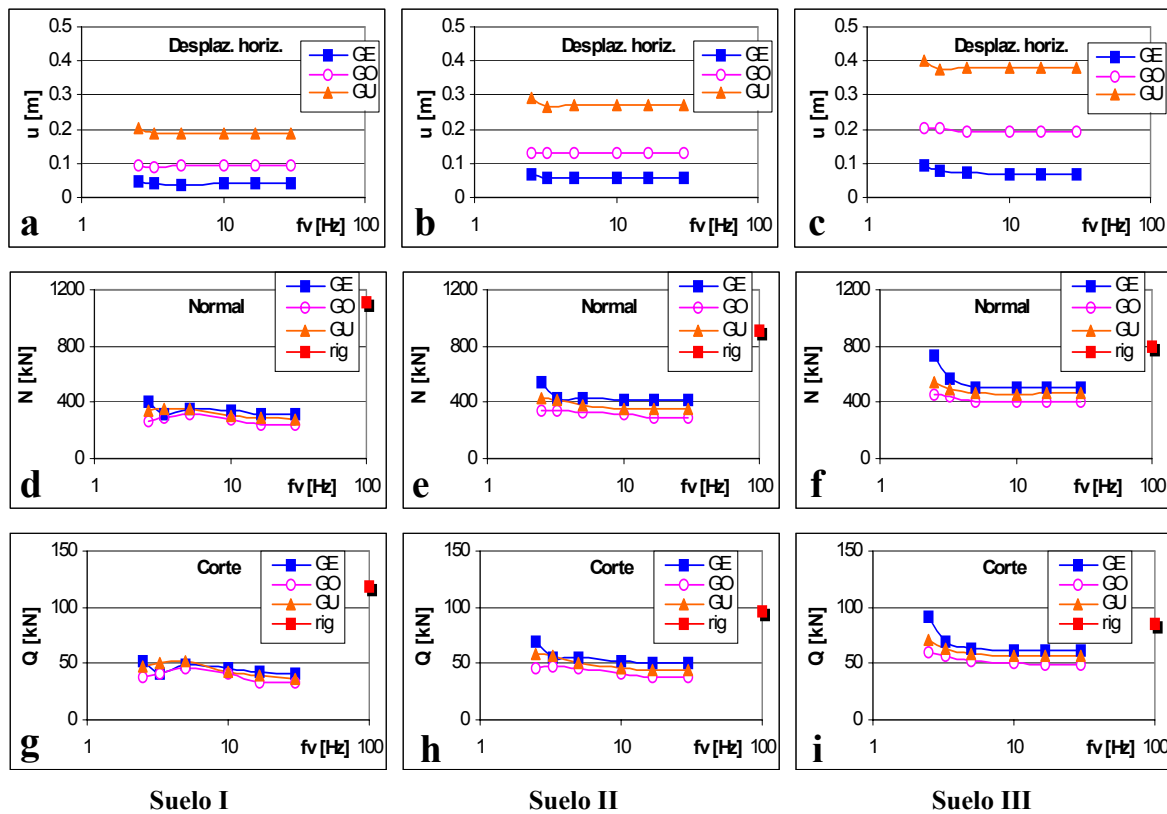 0.5
0.4
0.3
0.2
0.1
0
u [m]
Desplaz. horiz.
GE
GO
GU
a
1
10
fv [Hz]
100
0.5
0.4
0.3
0.2
0.1
0
u [m]
Desplaz. horiz.
GE
GO
GU
b
1
10
fv [Hz]
100
0.5
0.4
0.3
0.2
0.1
0
u [m]
Desplaz. horiz.
GE
GO
GU
c
1
10
fv [Hz]
100
1200
800
400
0
N [kN]
Normal
GE
GO
GU
rig
d
1
10
fv [Hz]
100
1200
800
400
0
N [kN]
Normal
GE
GO
GU
rig
e
1
10
fv [Hz]
100
1200
800
400
0
N [kN]
Normal
GE
GO
GU
rig
f
1
10
fv [Hz]
100
150
100
50
0
Q [kN]
Corte
GE
GO
GU
rig
g
1
10
fv [Hz]
100
150
100
50
0
Q [kN]
Corte
GE
GO
GU
rig
h
1
10
fv [Hz]
100
150
100
50
0
Q [kN]
Corte
GE
GO
GU
rig
i
1
10
fv [Hz]
100
Suelo I
Suelo II
Suelo III